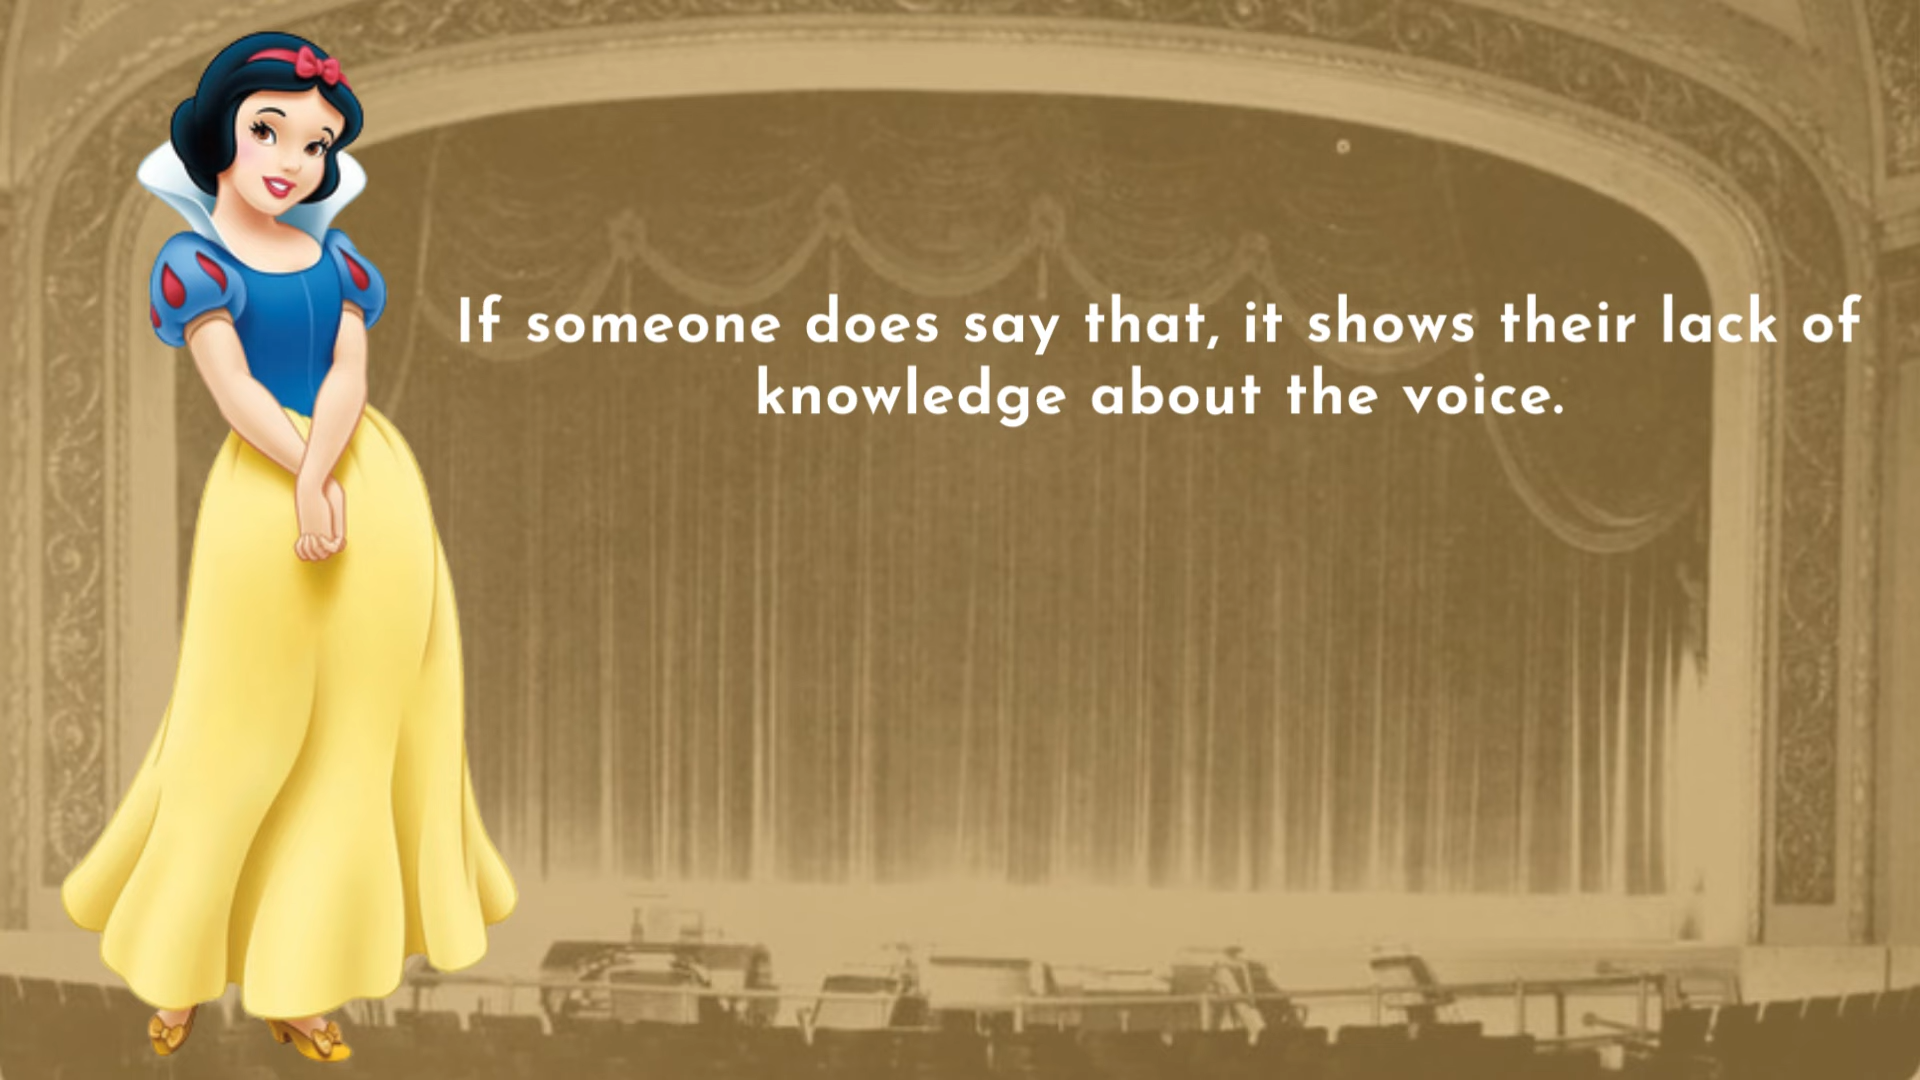 If someone does say that, it shows their lack of
knowledge about the voice.